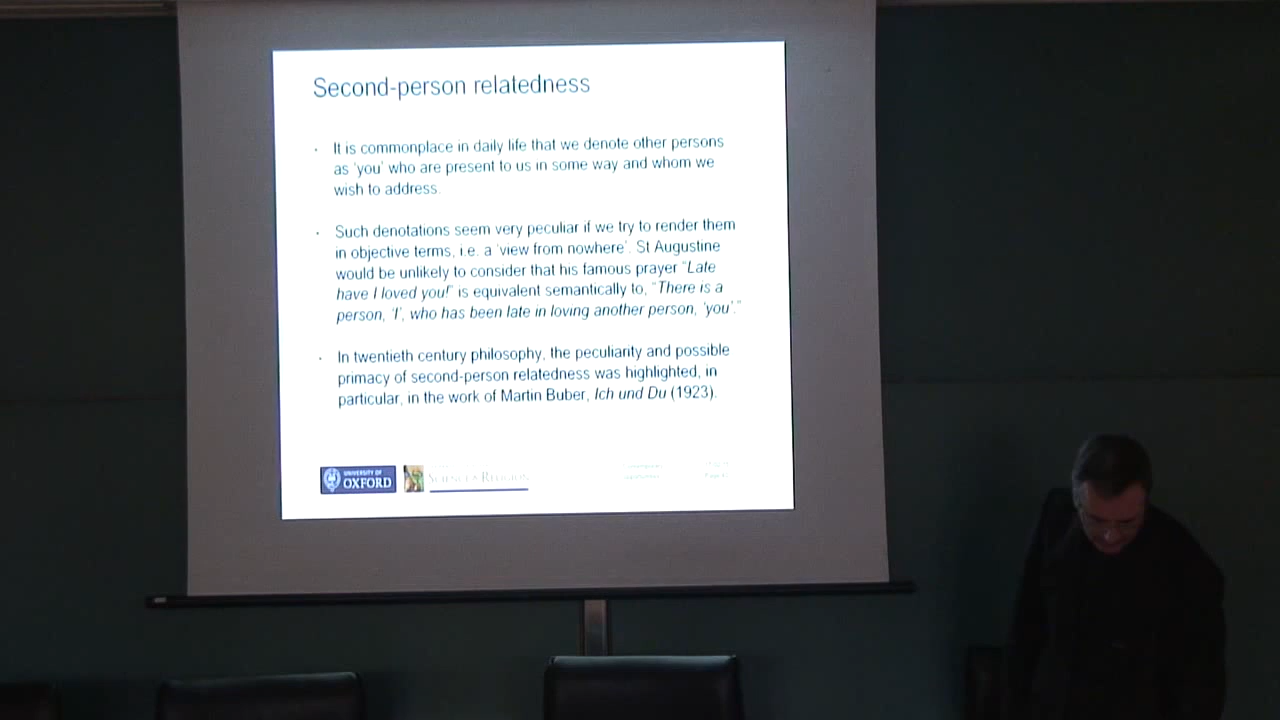 Second-person relatedness
· It is commonplace in daily life that we denote other persons
as ‘you’ who are present to us in some way and whom we
wish to address.
· Such denotations seem very peculiar if we try to render them
in objective terms, i.e. a ‘view from nowhere’. St Augustine
would be unlikely to consider that his famous prayer “Late
have I loved you!” is equivalent semantically to, “There is a
person, ‘I’, who has been late in loving another person, ‘you’.”
· In twentieth century philosophy, the peculiarity and possible
primacy of second-person relatedness was highlighted, in
particular, in the work of Martin Buber, Ich und Du (1923).
UNIVERSITY OF
OXFORD
SCIENCE & RELIGION